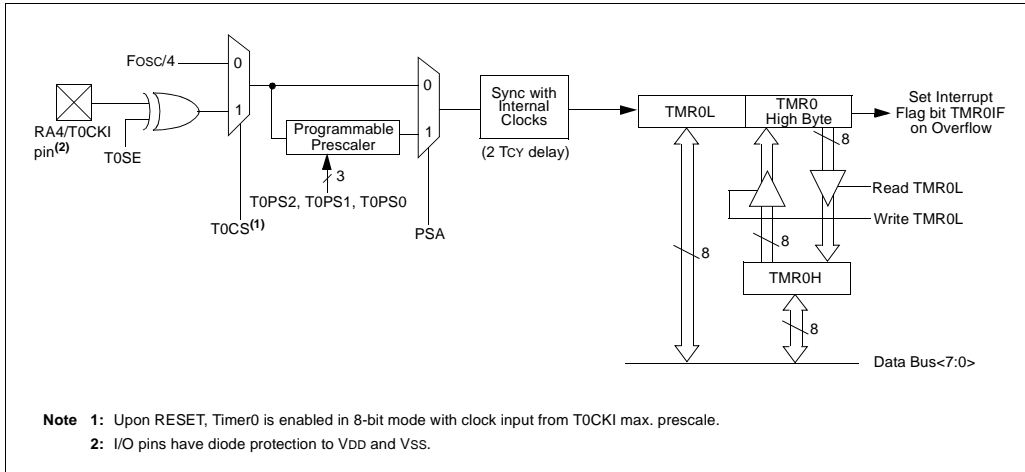 FOSC/4
0
1
RA4/T0CKI
pin(2)
T0SE
T0CS(1)
Programmable
Prescaler
3
T0PS2, T0PS1, T0PS0
0
1
PSA
Sync with
Internal
Clocks
(2 TCY delay)
TMR0L
TMR0
High Byte
Set Interrupt
Flag bit TMR0IF
on Overflow
8
Read TMR0L
Write TMR0L
8
8
TMR0H
8
Data Bus<7:0>
Note 1: Upon RESET, Timer0 is enabled in 8-bit mode with clock input from T0CKI max. prescale.
2: I/O pins have diode protection to VDD and VSS.